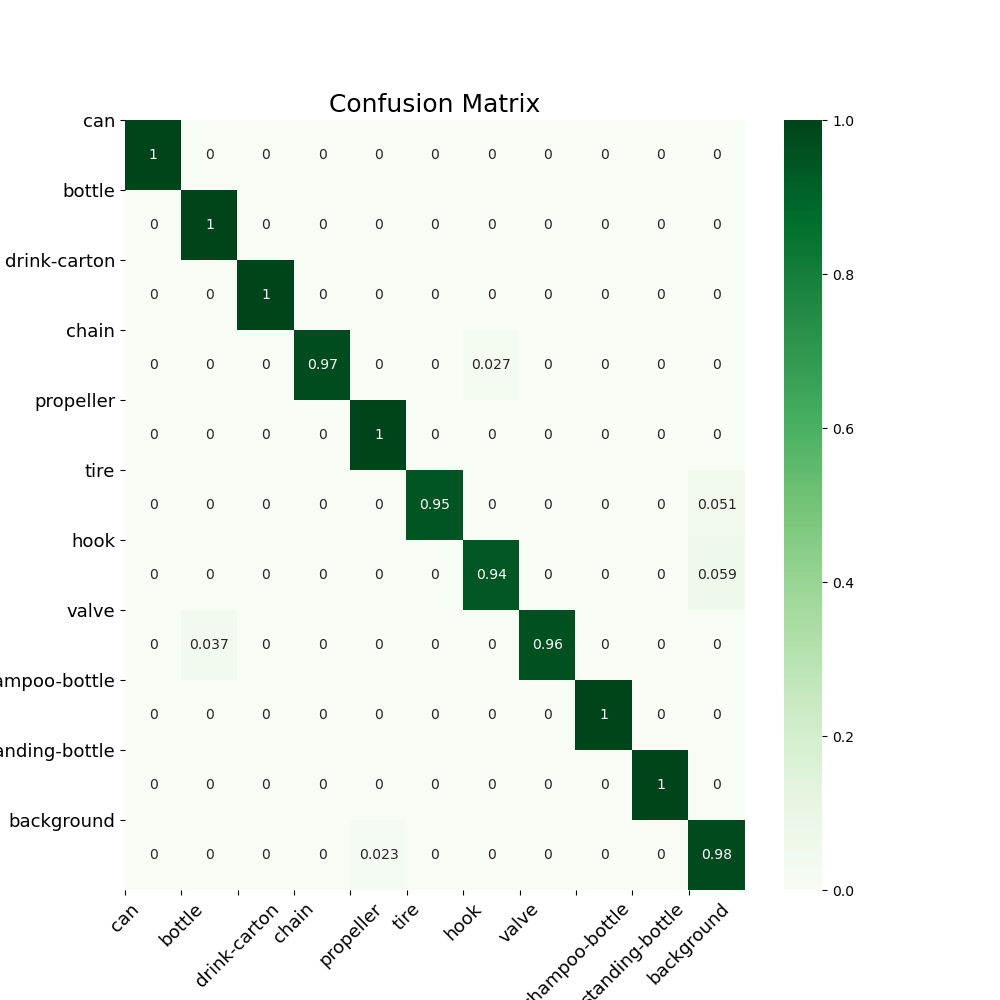 Confusion Matrix
can
1 0 0 0 0 0 0 0 0 0 0
bottle
0 1 0 0 0 0 0 0 0 0 0
drink-carton
0 0 1 0 0 0 0 0 0 0 0
chain
0 0 0 0.97 0 0 0.027 0 0 0 0
propeller
0 0 0 0 1 0 0 0 0 0 0
tire
0 0 0 0 0 0.95 0 0 0 0 0.051
hook
0 0 0 0 0 0 0.94 0 0 0 0.059
valve
0 0.037 0 0 0 0 0 0.96 0 0 0
ampoo-bottle
0 0 0 0 0 0 0 0 1 0 0
anding-bottle
0 0 0 0 0 0 0 0 0 1 0
background
0 0 0 0 0.023 0 0 0 0 0 0.98
can bottle drink-carton chain propeller tire hook valve hampoo-bottle standing-bottle background
1.0
0.8
0.6
0.4
0.2
0.0